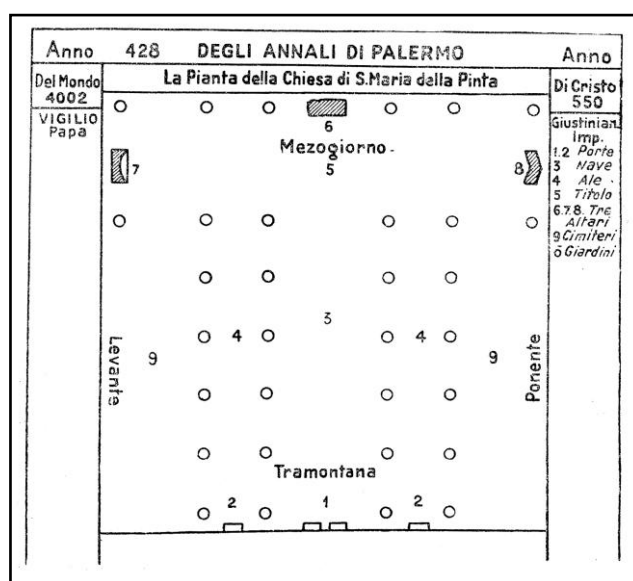 Anno 428 DEGLI ANNALI DI PALERMO Anno
Del Mondo
4002
VIGILIO
Papa
La Pianta della Chiesa di S. Maria dalla Pinta
Di Cristo
550
Giustinian.
Imp.
1.2 Porte
3 Nave
4 Ale
5 Titolo
6.7.8. Tre
Altari
9 Cimiteri
ō Giardini
6
Mezogiorno
7 5 8
3
4 4
Levante 9 9 Ponente
Tramontana
2 1 2